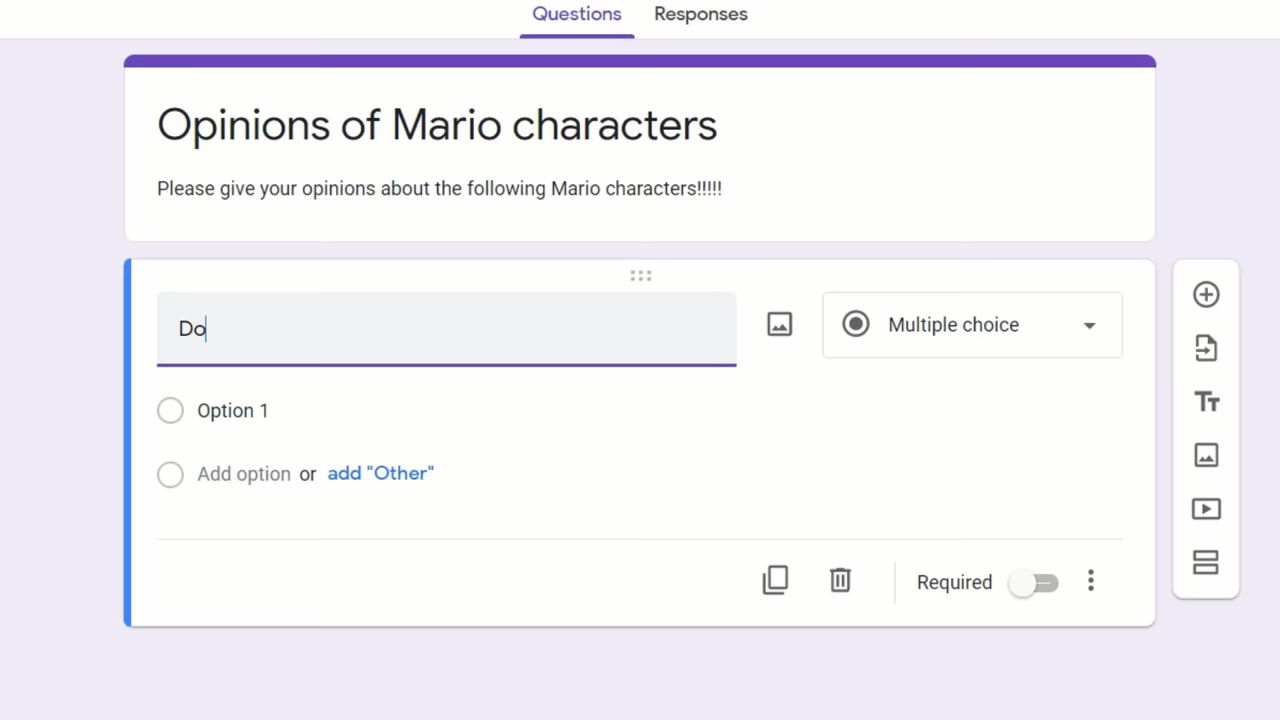 Questions Responses
Opinions of Mario characters
Please give your opinions about the following Mario characters!!!!!
Do
Multiple choice
Option 1
Add option or add "Other"
Required
Tт